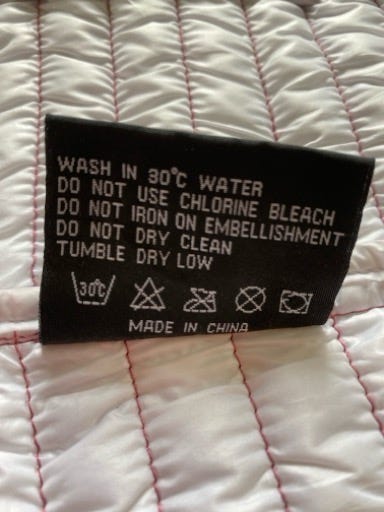 WASH IN 30°C WATER
DO NOT USE CHLORINE BLEACH
DO NOT IRON ON EMBELLISHMENT
DO NOT DRY CLEAN
TUMBLE DRY LOW
30°C
MADE IN CHINA